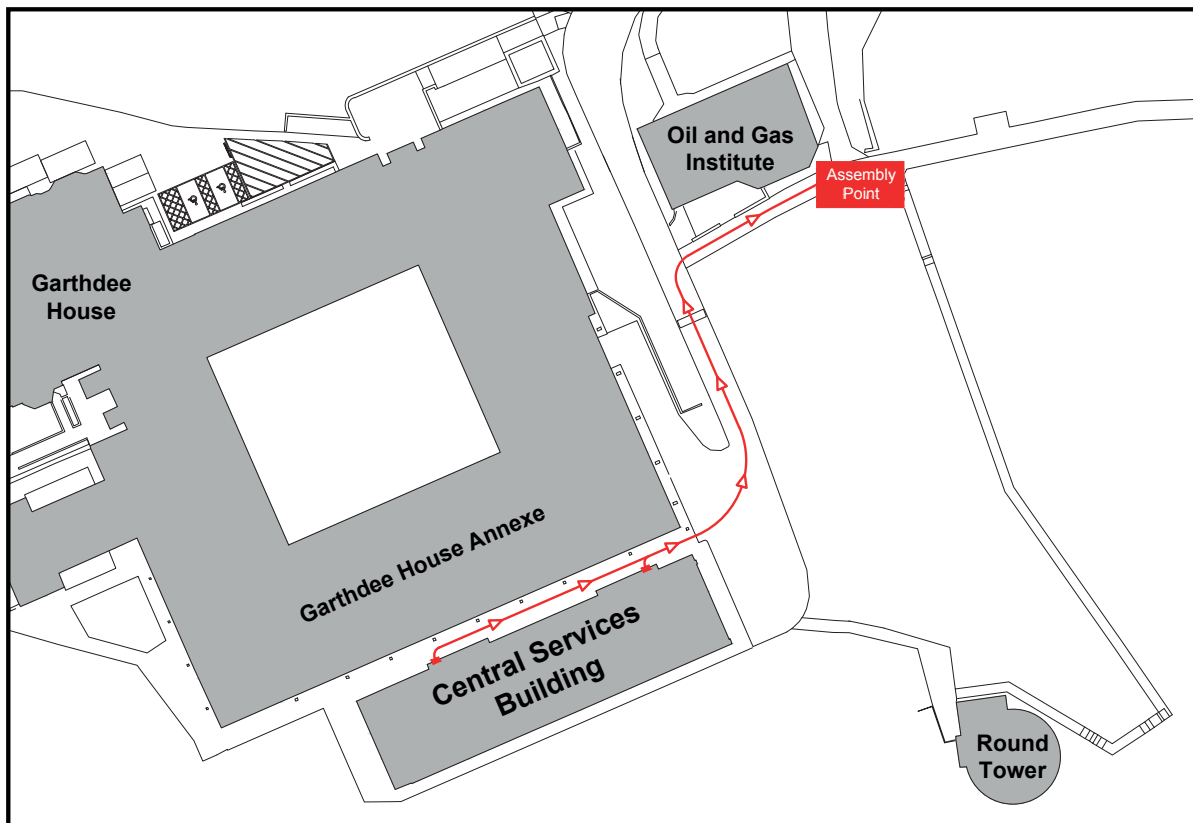 Oil and Gas
Institute
Assembly
Point
Garthdee
House
Garthdee House Annexe
Central Services
Building
Round
Tower